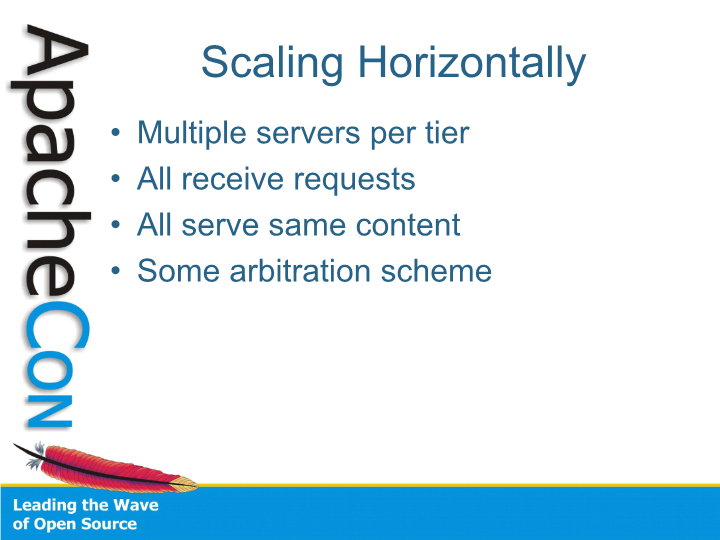 ApacheCon
Scaling Horizontally
• Multiple servers per tier
• All receive requests
• All serve same content
• Some arbitration scheme
Leading the Wave
of Open Source